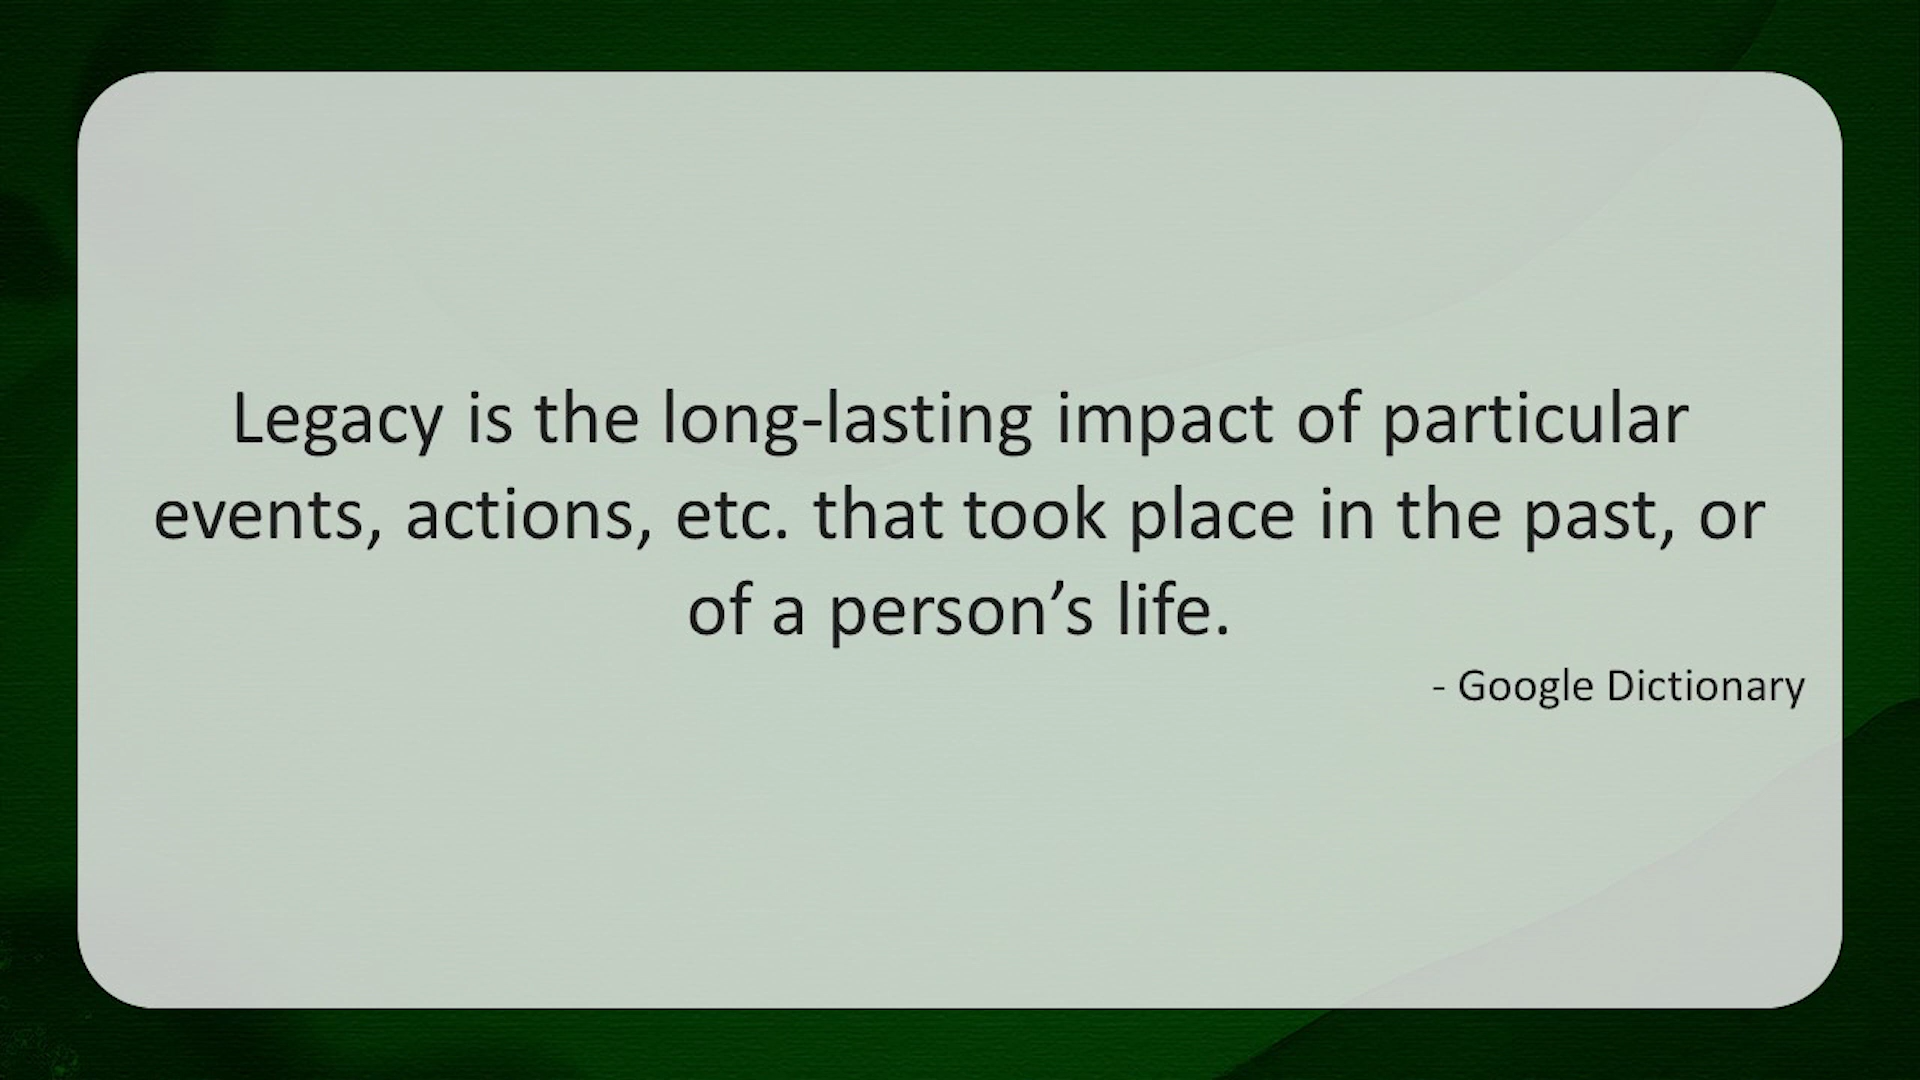 Legacy is the long-lasting impact of particular
events, actions, etc. that took place in the past, or
of a person’s life.
- Google Dictionary